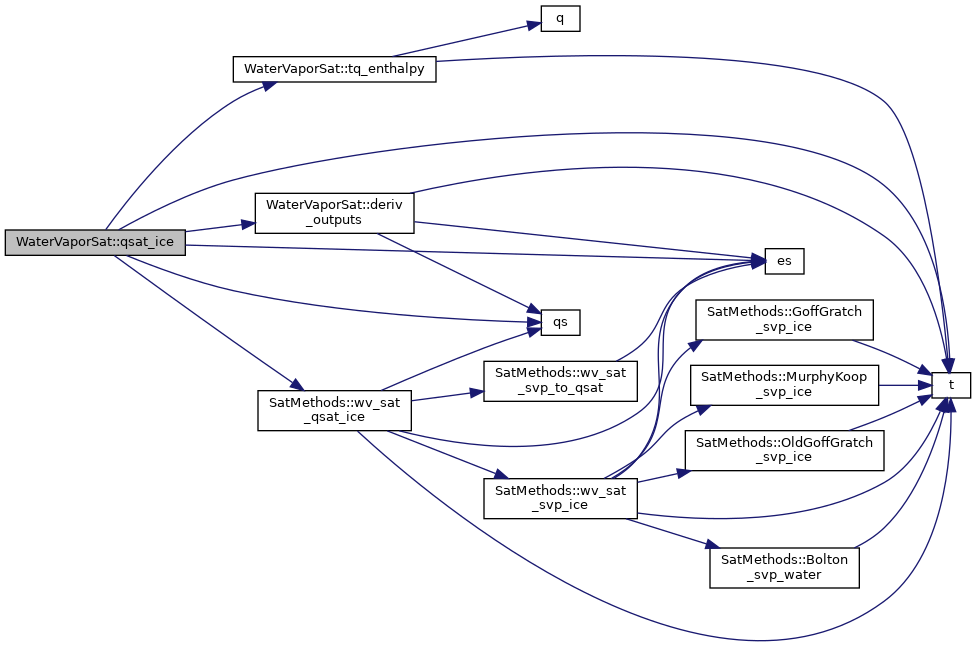 q
WaterVaporSat::tq_enthalpy
WaterVaporSat::deriv
_outputs
WaterVaporSat::qsat_ice
es
qs
SatMethods::GoffGratch
_svp_ice
SatMethods::wv_sat
_svp_to_qsat
SatMethods::MurphyKoop
_svp_ice
t
SatMethods::wv_sat
_qsat_ice
SatMethods::OldGoffGratch
_svp_ice
SatMethods::wv_sat
_svp_ice
SatMethods::Bolton
_svp_water